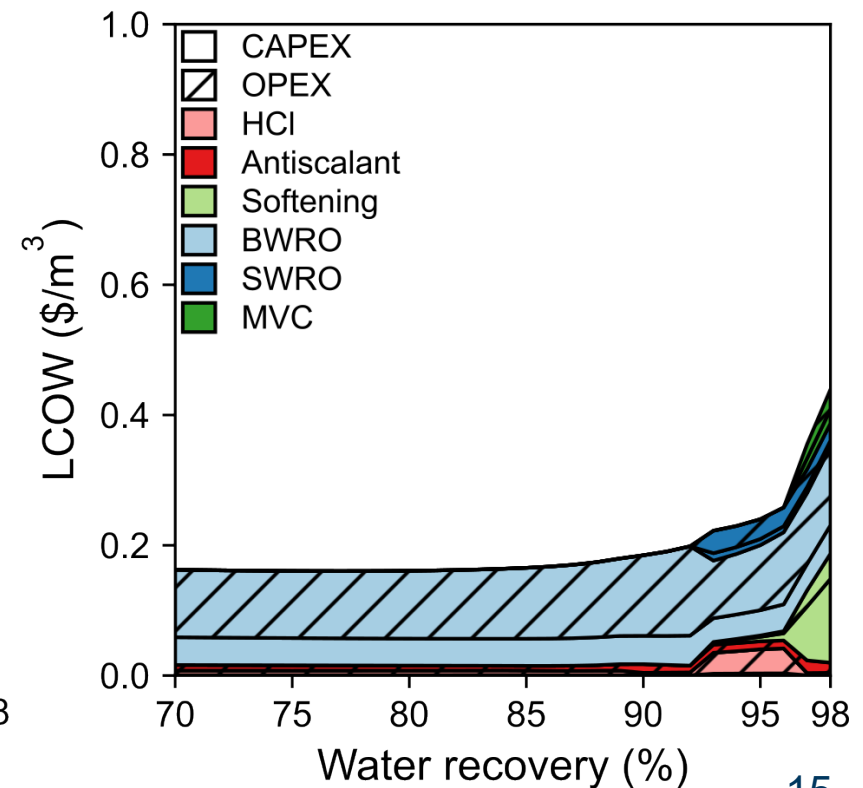 1.0
0.8
0.6
0.4
0.2
0.0
LCOW ($/m³)
CAPEX
OPEX
HCl
Antiscalant
Softening
BWRO
SWRO
MVC
8 70 75 80 85 90 95 98
Water recovery (%)